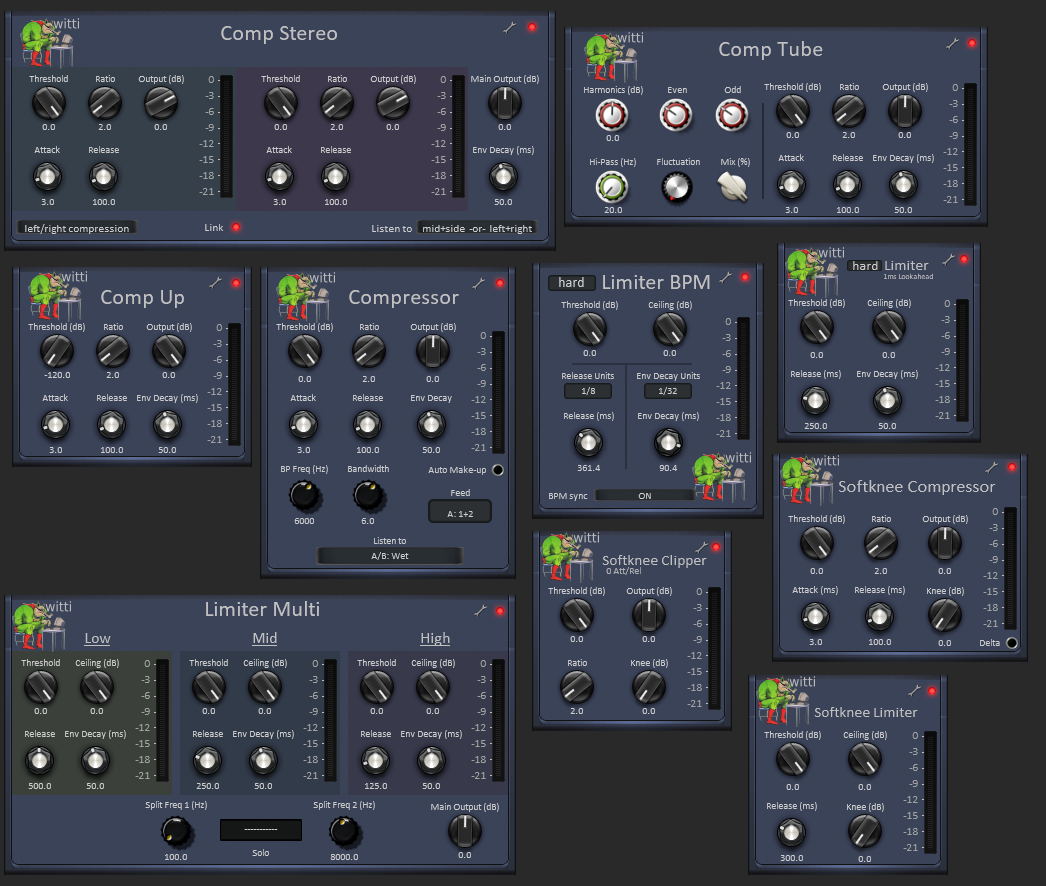 witti
Comp Stereo
Threshold Ratio Output (dB)
0.0 2.0 0.0
Attack Release
3.0 100.0
0
-3
-6
-9
-12
-15
-18
-21
Threshold Ratio Output (dB)
0.0 2.0 0.0
Attack Release
3.0 100.0
0
-3
-6
-9
-12
-15
-18
-21
Main Output (dB)
0.0
Env Decay (ms)
50.0
left/right compression
Link
Listen to
mid+side -or- left+right
witti
Comp Tube
Harmonics (dB) Even Odd
0.0
Hi-Pass (Hz) Fluctuation Mix (%)
20.0
Threshold (dB) Ratio Output (dB)
0.0 2.0 0.0
Attack Release Env Decay (ms)
3.0 100.0 50.0
0
-3
-6
-9
-12
-15
-18
-21
witti
Comp Up
Threshold (dB) Ratio Output (dB)
-120.0 2.0 0.0
Attack Release Env Decay (ms)
3.0 100.0 50.0
0
-3
-6
-9
-12
-15
-18
-21
witti
Compressor
Threshold (dB) Ratio Output (dB)
0.0 2.0 0.0
Attack Release Env Decay
3.0 100.0 50.0
0
-3
-6
-9
-12
-15
-18
-21
BP Freq (Hz) Bandwidth Auto Make-up
6000 6.0
Feed
A: 1+2
Listen to
A/B: Wet
hard Limiter BPM
Threshold (dB) Ceiling (dB)
0.0 0.0
Release Units Env Decay Units
1/8 1/32
Release (ms) Env Decay (ms)
361.4 90.4
0
-3
-6
-9
-12
-15
-18
-21
witti
BPM sync ON
witti
hard Limiter
1ms Lookahead
Threshold (dB) Ceiling (dB)
0.0 0.0
Release (ms) Env Decay (ms)
250.0 50.0
0
-3
-6
-9
-12
-15
-18
-21
witti
Softknee Compressor
Threshold (dB) Ratio Output (dB)
0.0 2.0 0.0
Attack (ms) Release (ms) Knee (dB)
3.0 100.0 0.0
0
-3
-6
-9
-12
-15
-18
-21
Delta
witti
Softknee Clipper
0 Att/Rel
Threshold (dB) Output (dB)
0.0 0.0
Ratio Knee (dB)
2.0 0.0
0
-3
-6
-9
-12
-15
-18
-21
witti
Limiter Multi
Low Mid High
Threshold Ceiling (dB)
0.0 0.0
Release Env Decay (ms)
500.0 50.0
0
-3
-6
-9
-12
-15
-18
-21
Threshold Ceiling (dB)
0.0 0.0
Release Env Decay (ms)
250.0 50.0
0
-3
-6
-9
-12
-15
-18
-21
Threshold Ceiling (dB)
0.0 0.0
Release Env Decay (ms)
125.0 50.0
0
-3
-6
-9
-12
-15
-18
-21
Split Freq 1 (Hz) Split Freq 2 (Hz) Main Output (dB)
-----------
100.0 Solo 8000.0 0.0
witti
Softknee Limiter
Threshold (dB) Ceiling (dB)
0.0 0.0
Release (ms) Knee (dB)
300.0 0.0
0
-3
-6
-9
-12
-15
-18
-21